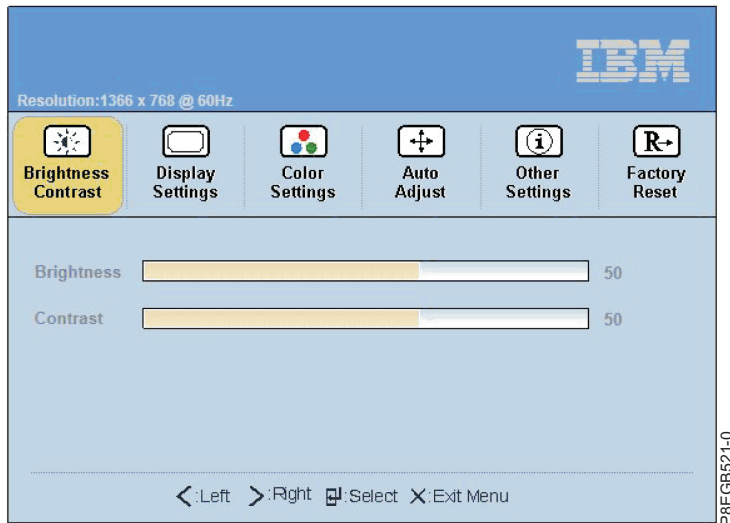 IBM
Resolution:1366 x 768 @ 60Hz
Brightness Contrast
Display Settings
Color Settings
Auto Adjust
Other Settings
R
Factory Reset
Brightness 50
Contrast 50
:Left :Right :Select :Exit Menu
P8EGB521-0